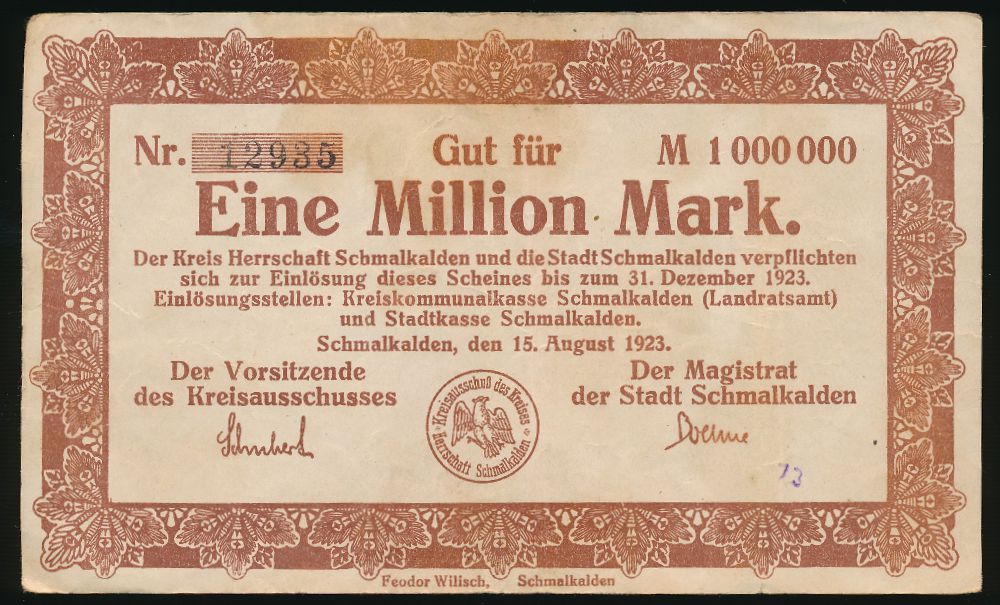 Nr. 12935 Gut für M 1 000 000
Eine Million Mark.
Der Kreis Herrschaft Schmalkalden und die Stadt Schmalkalden verpflichten
sich zur Einlösung dieses Scheines bis zum 31. Dezember 1923.
Einlösungsstellen: Kreiskommunalkasse Schmalkalden (Landratsamt)
und Stadtkasse Schmalkalden.
Schmalkalden, den 15. August 1923.
Der Vorsitzende
des Kreisausschusses
Kreisausschuß des Kreises
Herrschaft Schmalkalden
Der Magistrat
der Stadt Schmalkalden
Feodor Wilisch, Schmalkalden